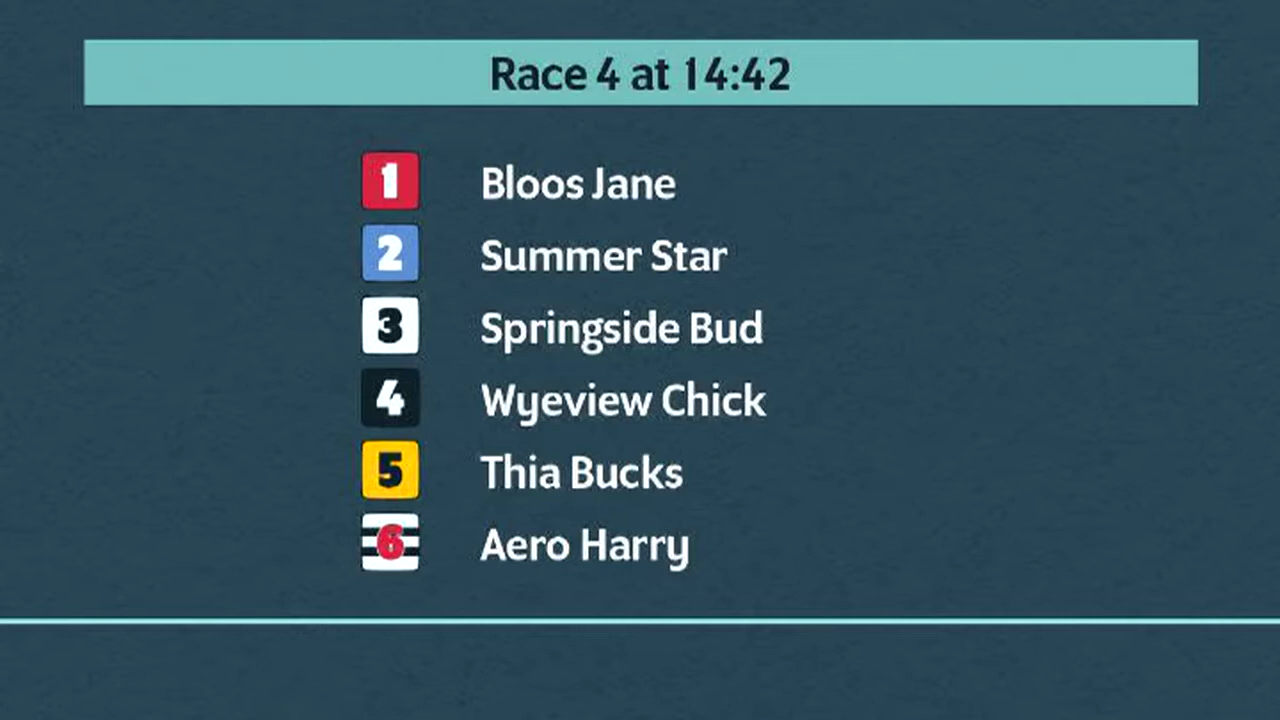 Race 4 at 14:42
1 Bloos Jane
2 Summer Star
3 Springside Bud
4 Wyeview Chick
5 Thia Bucks
6 Aero Harry